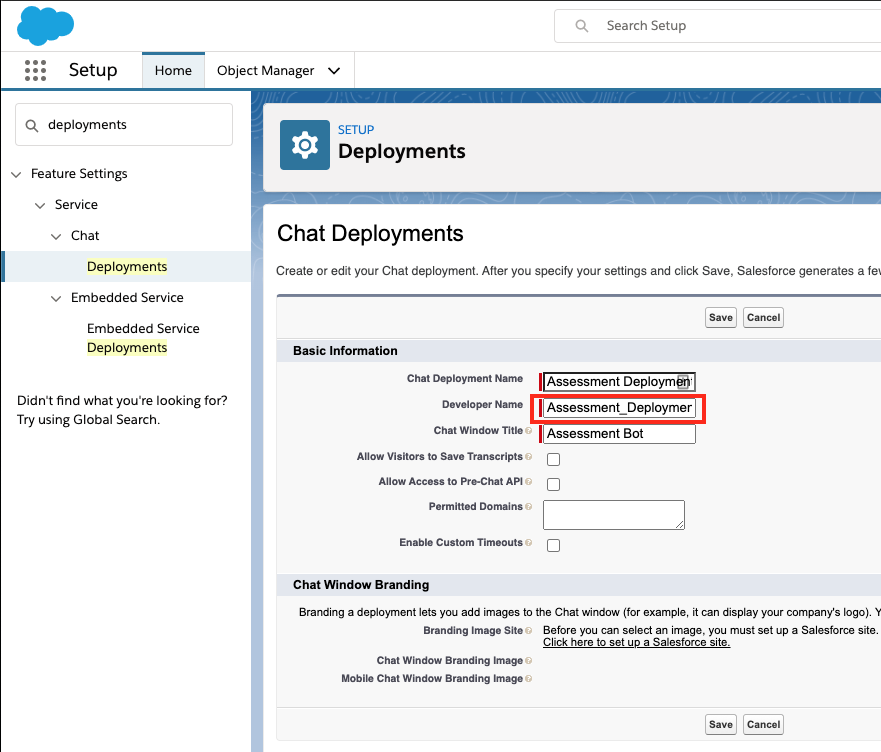 Search Setup
Setup
Home
Object Manager
deployments
Feature Settings
Service
Chat
Deployments
Embedded Service
Embedded Service
Deployments
Didn't find what you're looking for?
Try using Global Search.
SETUP
Deployments
Chat Deployments
Create or edit your Chat deployment. After you specify your settings and click Save, Salesforce generates a few
Save Cancel
Basic Information
Chat Deployment Name Assessment Deployment
Developer Name Assessment_Deploymer
Chat Window Title Assessment Bot
Allow Visitors to Save Transcripts
Allow Access to Pre-Chat API
Permitted Domains
Enable Custom Timeouts
Chat Window Branding
Branding a deployment lets you add images to the Chat window (for example, it can display your company's logo). Y
Branding Image Site Before you can select an image, you must set up a Salesforce site.
Click here to set up a Salesforce site.
Chat Window Branding Image
Mobile Chat Window Branding Image
Save Cancel